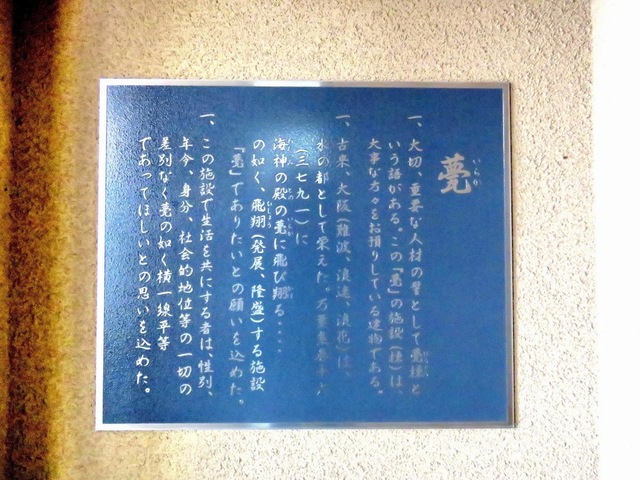 甍
いらか
一、大切、重要な人材の譬として甍棟と
いう語がある。この「甍」の施設(棟)は、
大事な方々をお預りしている建物である。
一、古来、大阪(難波、浪速、浪花)は、
水の都として栄えた。万葉集巻十六
(三七九一)に
海神の殿の甍に飛び翔る.....
の如く、飛翔(発展、隆盛)する施設
「甍」でありたいとの願いを込めた。
一、この施設で生活を共にする者は、性別、
年令、身分、社会的地位等の一切の
差別なく甍の如く横一線平等
であってほしいとの思いを込めた。